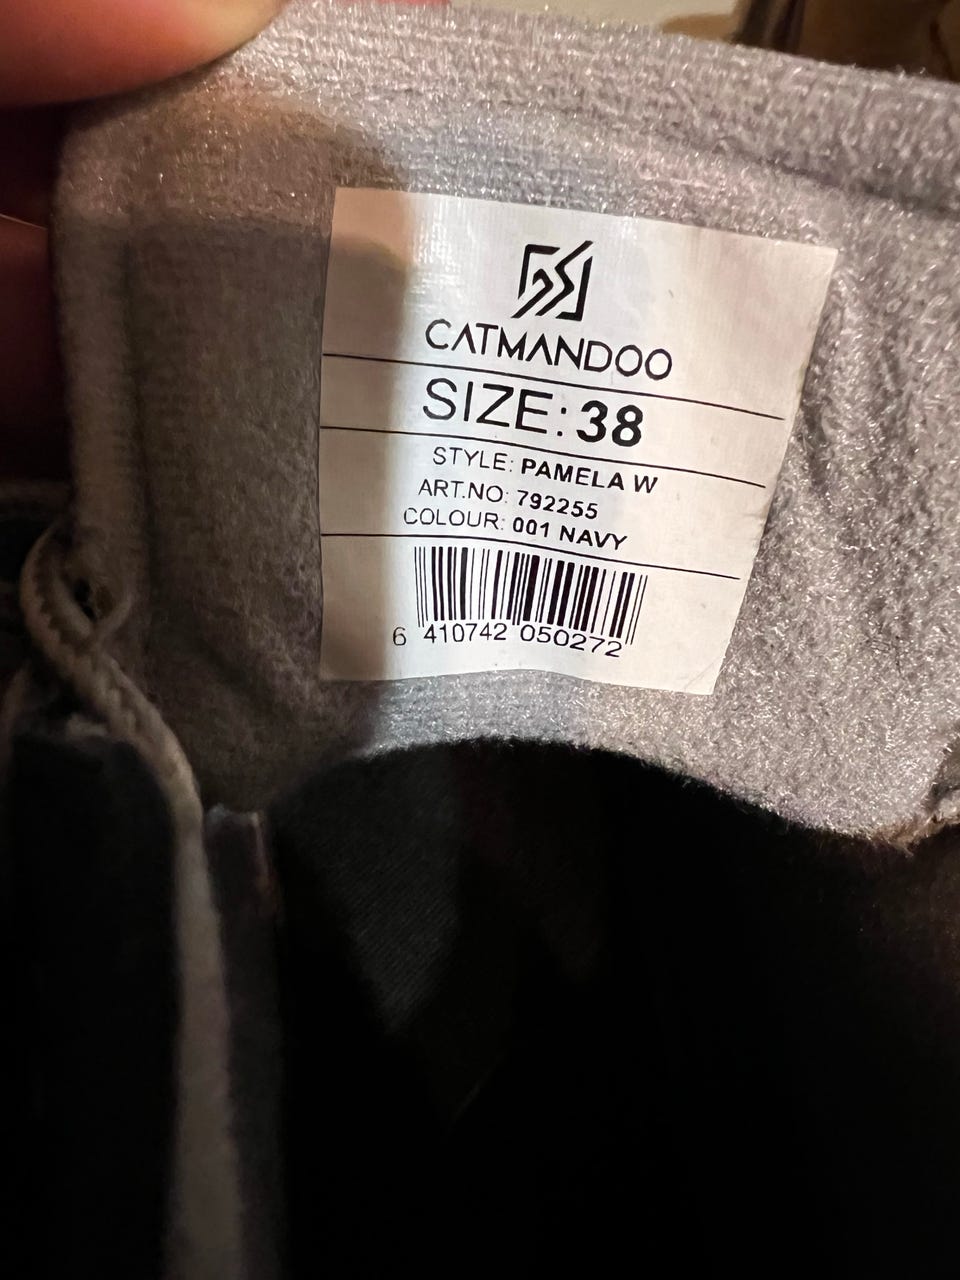 CATMANDOO
SIZE: 38
STYLE: PAMELA W
ART.NO: 792255
COLOUR: 001 NAVY
6 410742 050272